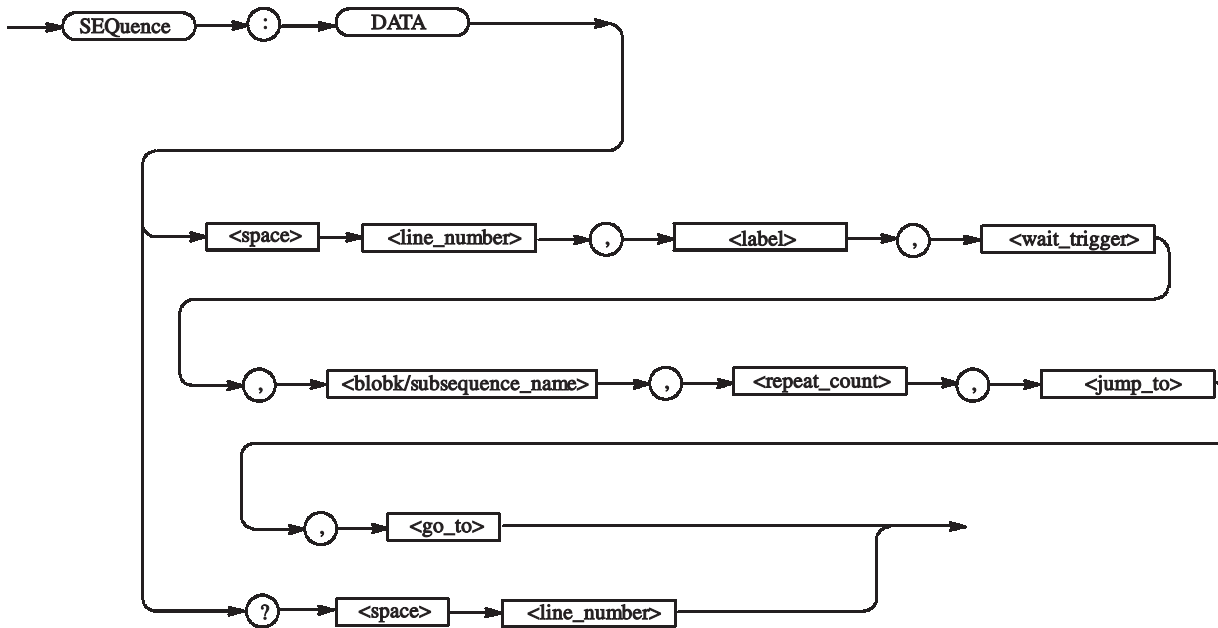 SEQuence : DATA
<space> <line_number> , <label> , <wait_trigger>
, <blobk/subsequence_name> , <repeat_count> , <jump_to>
, <go_to>
? <space> <line_number>